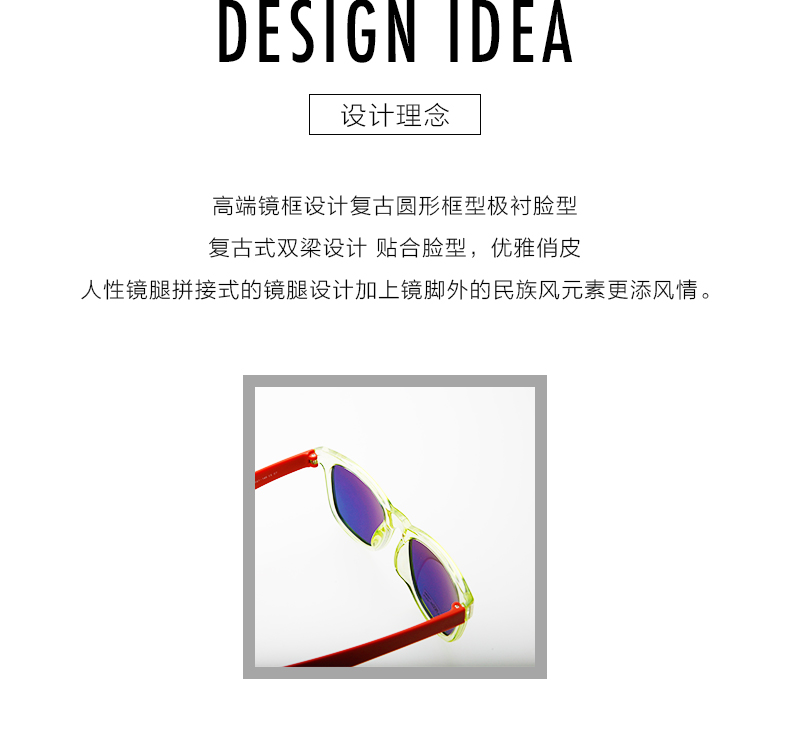 DESIGN IDEA
设计理念
高端镜框设计复古圆形框型极衬脸型
复古式双梁设计 贴合脸型，优雅俏皮
人性镜腿拼接式的镜腿设计加上镜脚外的民族风元素更添风情。